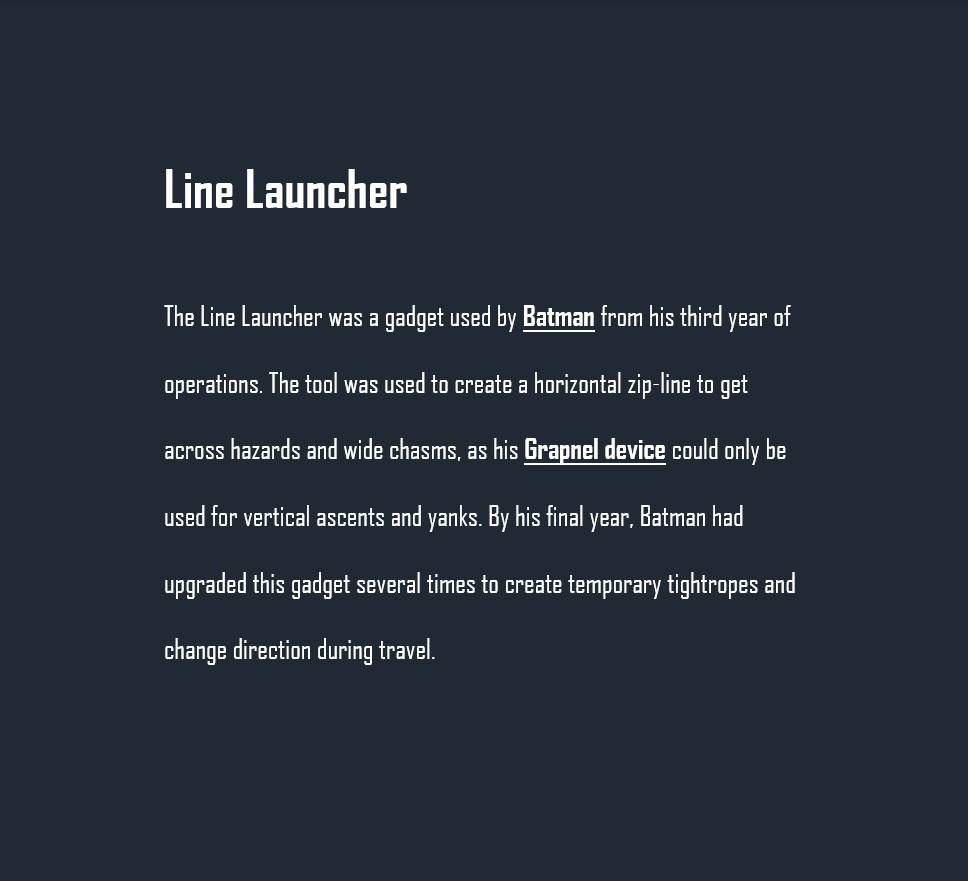 Line Launcher
The Line Launcher was a gadget used by Batman from his third year of
operations. The tool was used to create a horizontal zip-line to get
across hazards and wide chasms, as his Grapnel device could only be
used for vertical ascents and yanks. By his final year, Batman had
upgraded this gadget several times to create temporary tightropes and
change direction during travel.